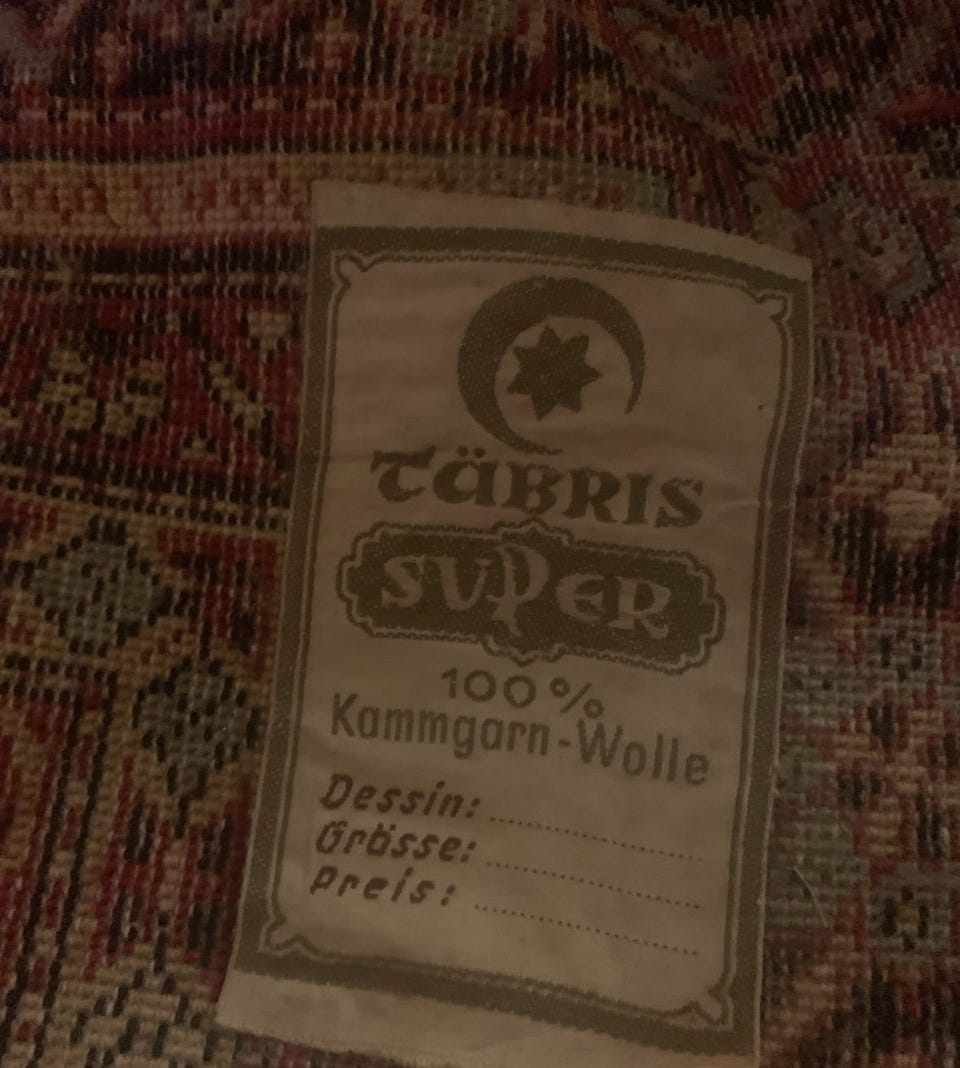 TÄBRIS
SUPER
100%
Kammgarn-Wolle
Dessin:
Grösse:
Preis: